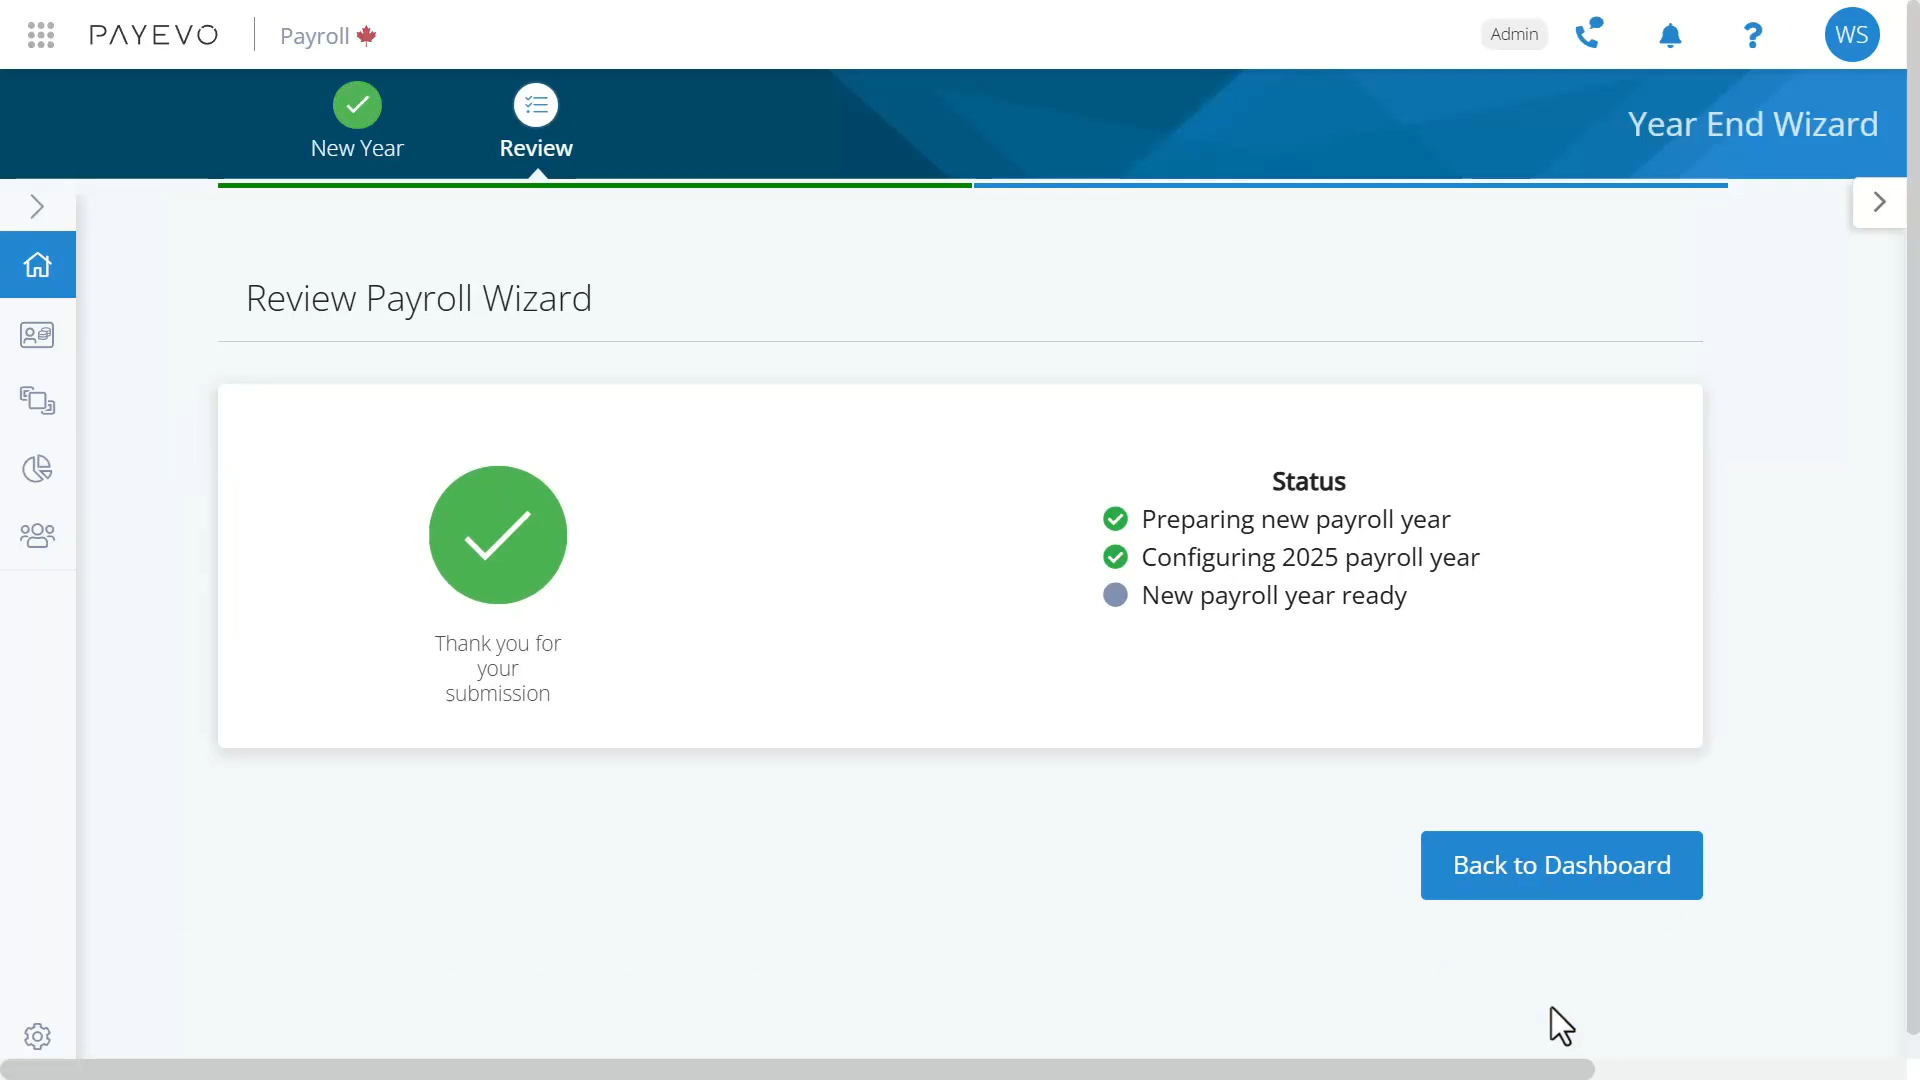 PAYEVO
Payroll
Admin
WS
New Year
Review
Year End Wizard
Review Payroll Wizard
Thank you for
your
submission
Status
Preparing new payroll year
Configuring 2025 payroll year
New payroll year ready
Back to Dashboard